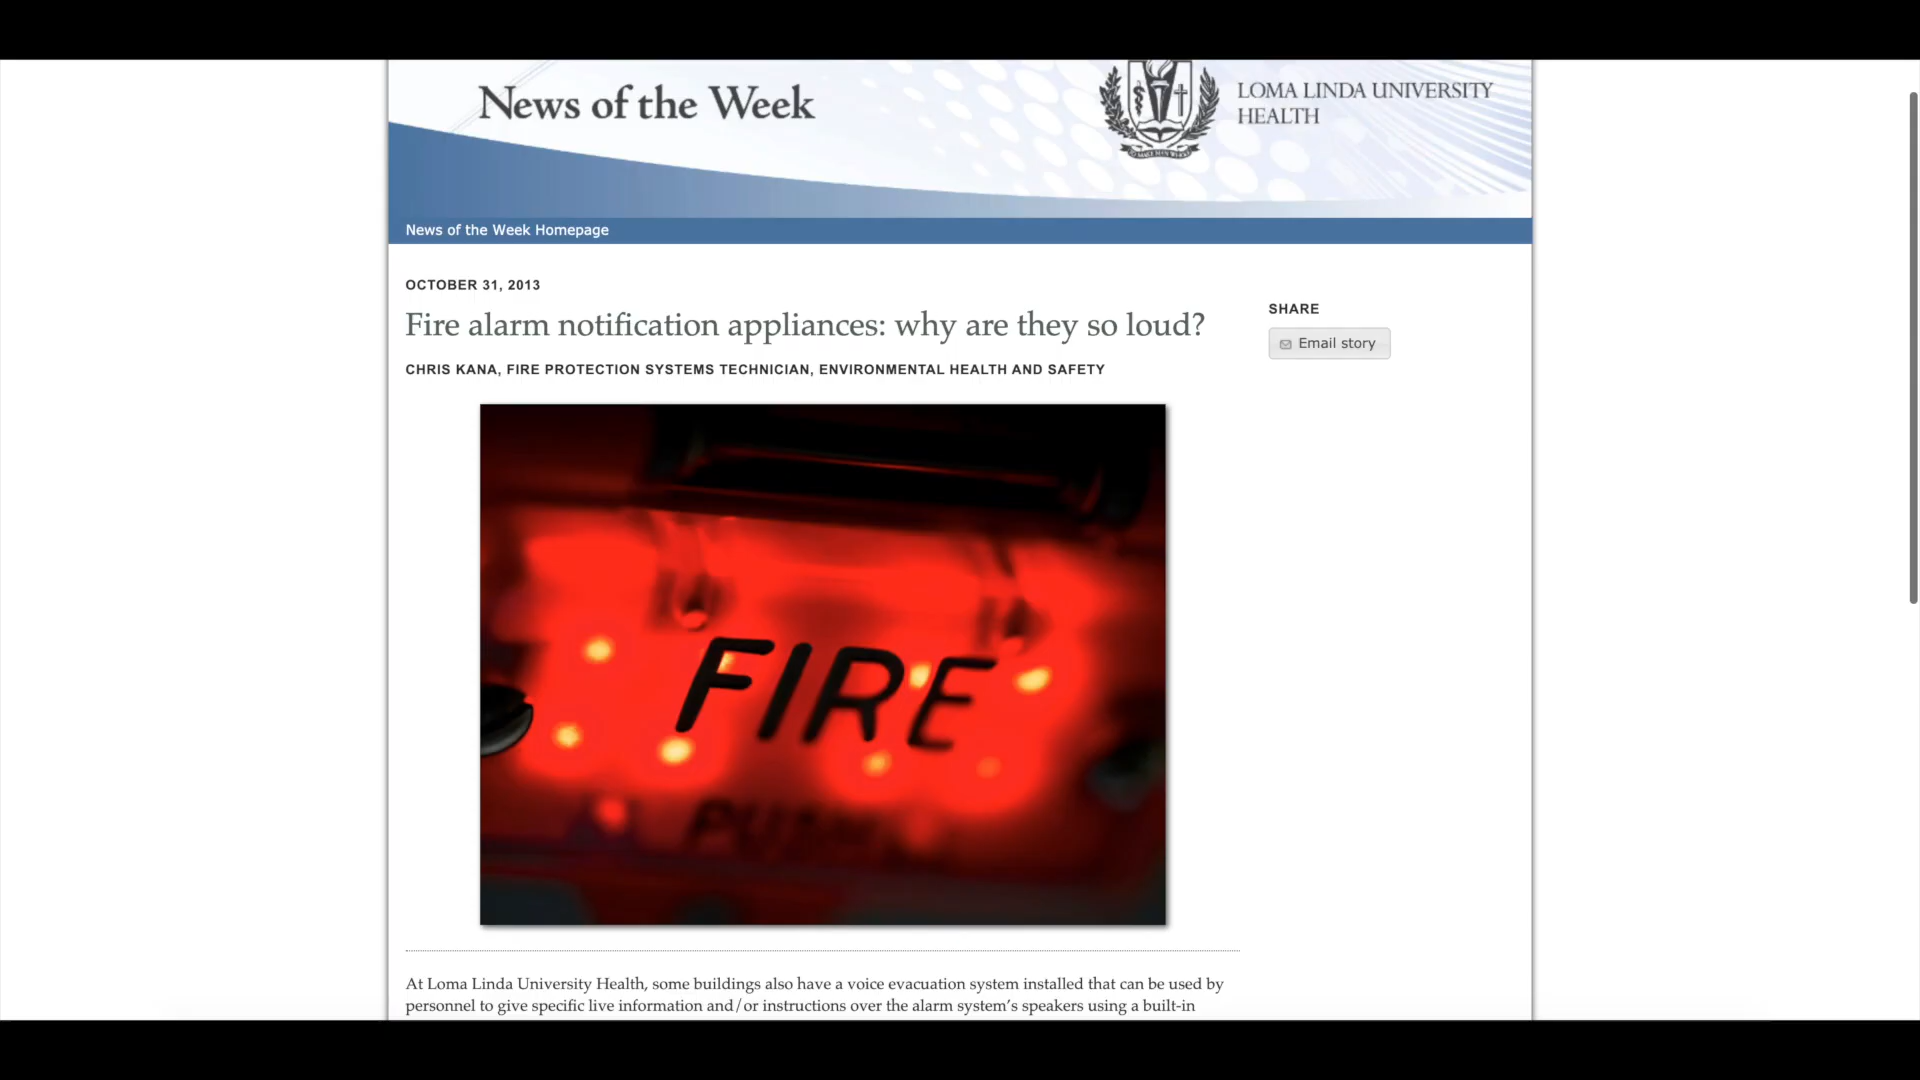 News of the Week
LOMA LINDA UNIVERSITY
HEALTH
News of the Week Homepage
OCTOBER 31, 2013
Fire alarm notification appliances: why are they so loud?
CHRIS KANA, FIRE PROTECTION SYSTEMS TECHNICIAN, ENVIRONMENTAL HEALTH AND SAFETY
SHARE
Email story
FIRE
At Loma Linda University Health, some buildings also have a voice evacuation system installed that can be used by
personnel to give specific live information and/or instructions over the alarm system’s speakers using a built-in